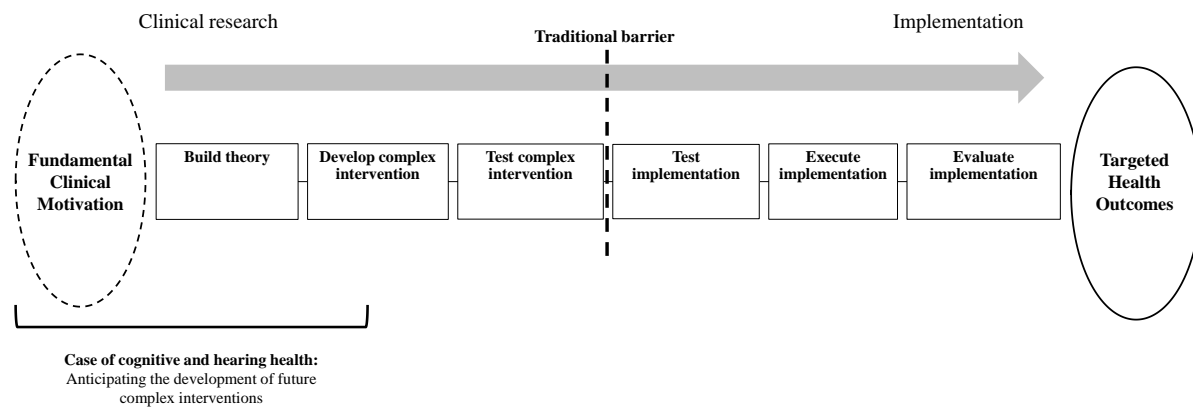 Clinical research
Implementation
Traditional barrier
Fundamental
Clinical
Motivation
Build theory
Develop complex
intervention
Test complex
intervention
Test
implementation
Execute
implementation
Evaluate
implementation
Targeted
Health
Outcomes
Case of cognitive and hearing health:
Anticipating the development of future
complex interventions